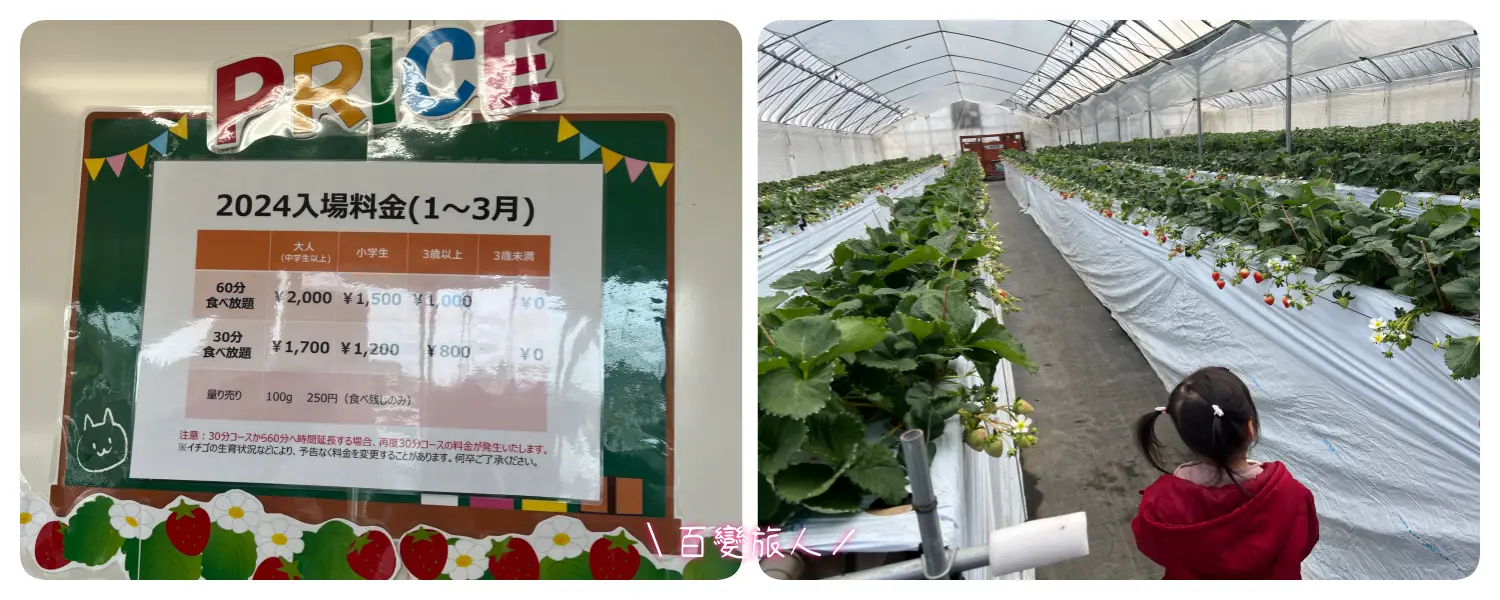 PRICE
2024入場料金(1～3月)
大人 小学生 3歳以上 3歳未満
(中学生以上)
60分
食べ放題
¥2,000 ¥1,500 ¥1,000 ¥0
30分
食べ放題
¥1,700 ¥1,200 ¥800 ¥0
量り売り 100g 250円（食べ残しのみ）
注意：30分コースから60分へ時間延長する場合、再度30分コースの料金が発生いたします。
※イチゴの生育状況などにより、予告なく料金を変更することがあります。何卒ご了承ください。
\ 百變旅人 /